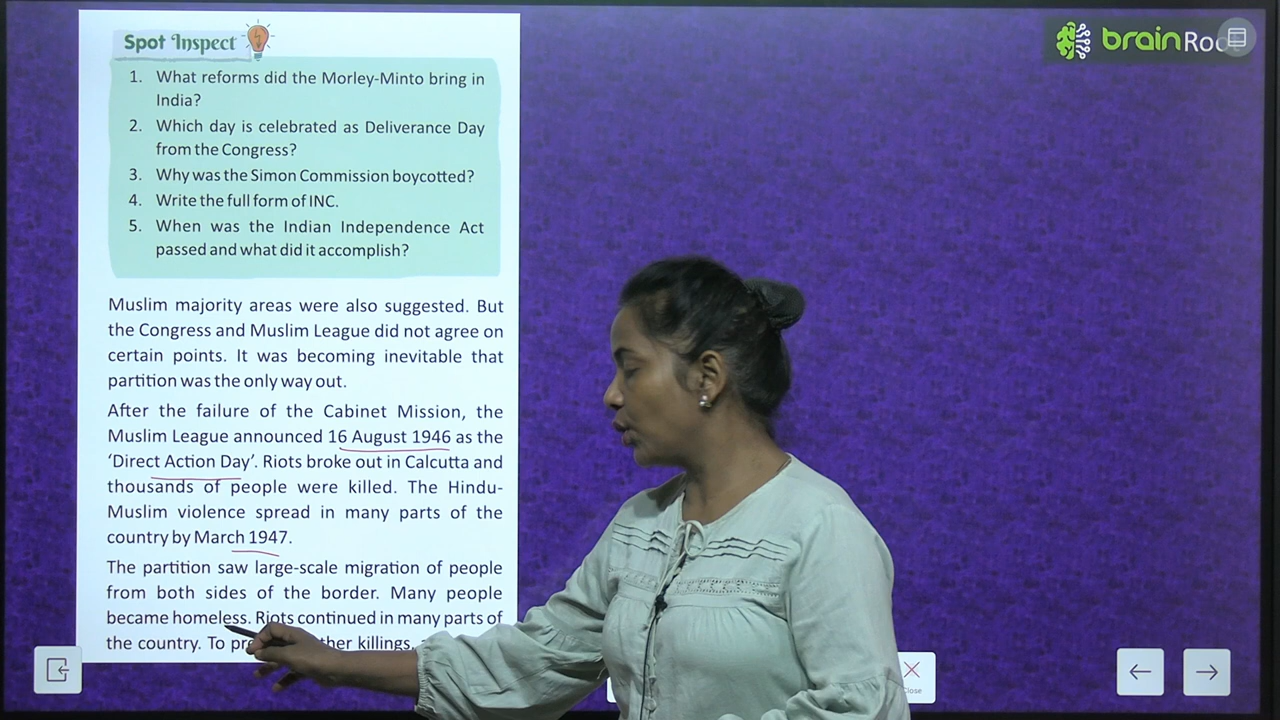 Spot Inspect
brain Ro
1. What reforms did the Morley-Minto bring in
India?
2. Which day is celebrated as Deliverance Day
from the Congress?
3. Why was the Simon Commission boycotted?
4. Write the full form of INC.
5. When was the Indian Independence Act
passed and what did it accomplish?
Muslim majority areas were also suggested. But
the Congress and Muslim League did not agree on
certain points. It was becoming inevitable that
partition was the only way out.
After the failure of the Cabinet Mission, the
Muslim League announced 16 August 1946 as the
‘Direct Action Day’. Riots broke out in Calcutta and
thousands of people were killed. The Hindu-
Muslim violence spread in many parts of the
country by March 1947.
The partition saw large-scale migration of people
from both sides of the border. Many people
became homeless. Riots continued in many parts of
the country. To killings,